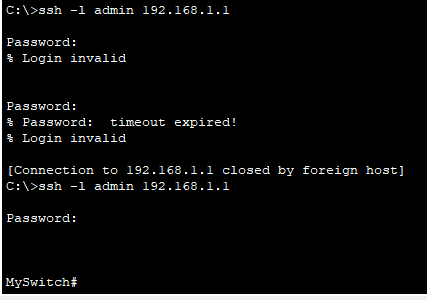 C:\>ssh -l admin 192.168.1.1
Password:
% Login invalid
Password:
% Password:  timeout expired!
% Login invalid
[Connection to 192.168.1.1 closed by foreign host]
C:\>ssh -l admin 192.168.1.1
Password:
MySwitch#